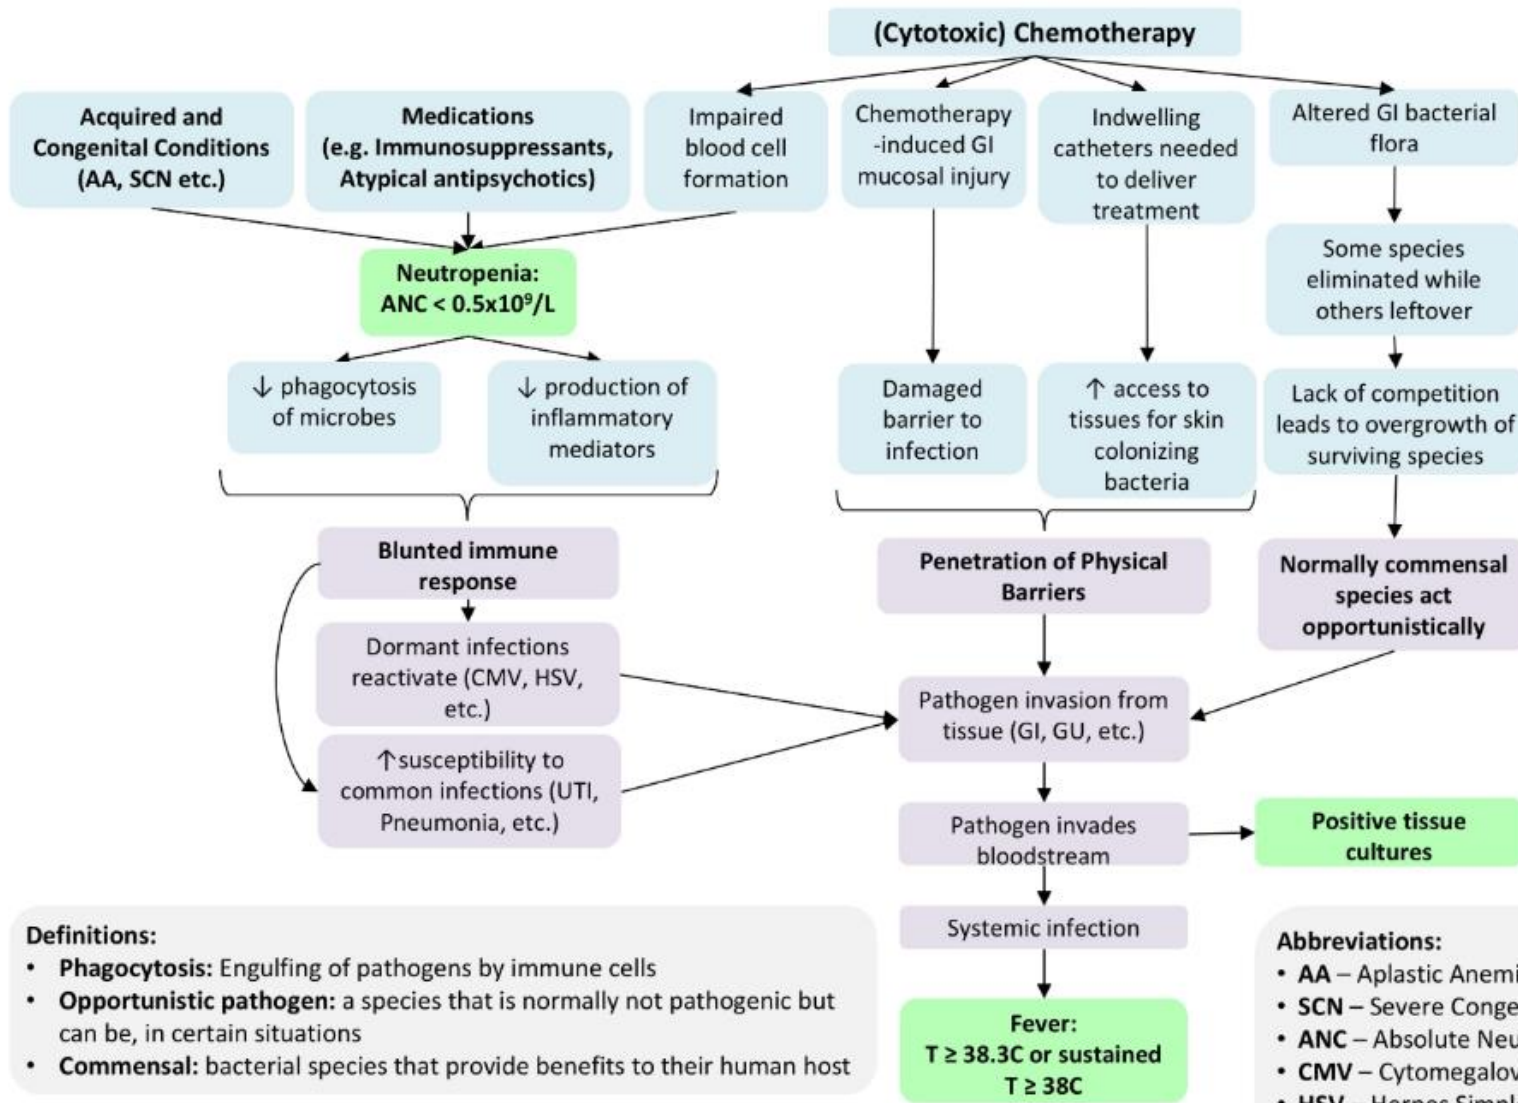 (Cytotoxic) Chemotherapy
Acquired and
Congenital Conditions
(AA, SCN etc.)
Medications
(e.g. Immunosuppressants,
Atypical antipsychotics)
Impaired
blood cell
formation
Chemotherapy
-induced GI
mucosal injury
Indwelling
catheters needed
to deliver
treatment
Altered GI bacterial
flora
Neutropenia:
ANC < 0.5x10⁹/L
Some species
eliminated while
others leftover
↓ phagocytosis
of microbes
↓ production of
inflammatory
mediators
Damaged
barrier to
infection
↑ access to
tissues for skin
colonizing
bacteria
Lack of competition
leads to overgrowth of
surviving species
Blunted immune
response
Penetration of Physical
Barriers
Normally commensal
species act
opportunistically
Dormant infections
reactivate (CMV, HSV,
etc.)
Pathogen invasion from
tissue (GI, GU, etc.)
↑susceptibility to
common infections (UTI,
Pneumonia, etc.)
Pathogen invades
bloodstream
Positive tissue
cultures
Systemic infection
Fever:
T ≥ 38.3C or sustained
T ≥ 38C
Definitions:
• Phagocytosis: Engulfing of pathogens by immune cells
• Opportunistic pathogen: a species that is normally not pathogenic but
can be, in certain situations
• Commensal: bacterial species that provide benefits to their human host
Abbreviations:
• AA – Aplastic Anemi
• SCN – Severe Conge
• ANC – Absolute Neu
• CMV – Cytomegalov
• HSV – Herpes Simpl